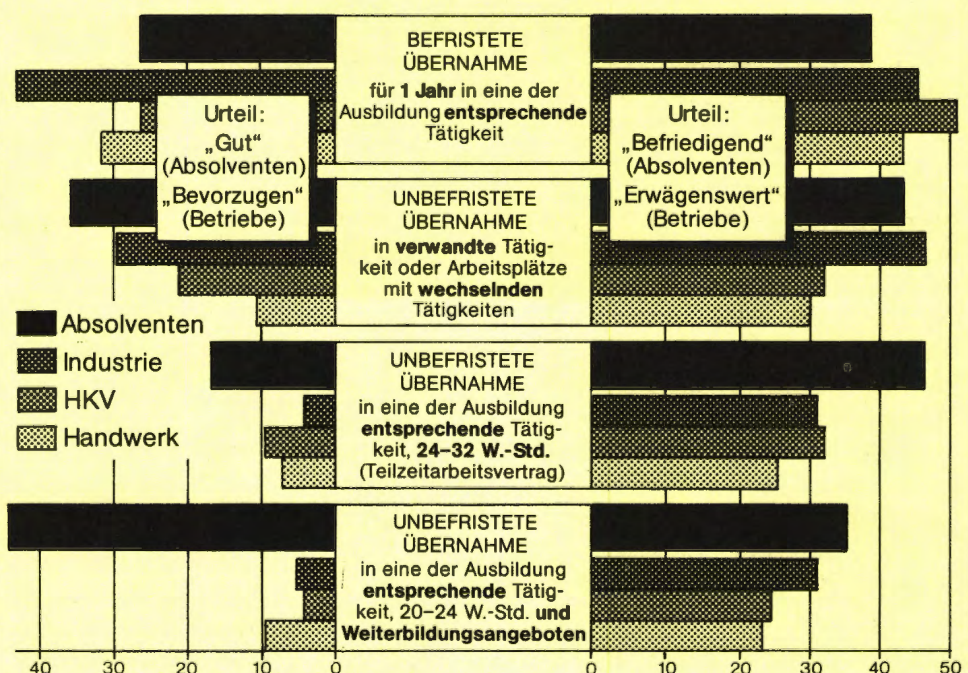 BEFRISTETE
ÜBERNAHME
für 1 Jahr in eine der
Ausbildung entsprechende
Tätigkeit
Urteil:
„Gut“
(Absolventen)
„Bevorzugen“
(Betriebe)
Urteil:
„Befriedigend“
(Absolventen)
„Erwägenswert“
(Betriebe)
UNBEFRISTETE
ÜBERNAHME
in verwandte Tätig-
keit oder Arbeitsplätze
mit wechselnden
Tätigkeiten
Absolventen
Industrie
HKV
Handwerk
UNBEFRISTETE
ÜBERNAHME
in eine der Ausbildung
entsprechende Tätig-
keit, 24–32 W.-Std.
(Teilzeitarbeitsvertrag)
UNBEFRISTETE
ÜBERNAHME
in eine der Ausbildung
entsprechende Tätig-
keit, 20–24 W.-Std. und
Weiterbildungsangeboten
40 30 20 10 0 0 10 20 30 40 50